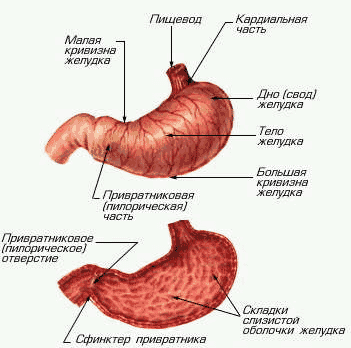 Пищевод
Кардиальная
часть
Малая
кривизна
желудка
Дно (свод)
желудка
Тело
желудка
Большая
кривизна
желудка
Привратниковая
(пилорическая)
часть
Привратниковое
(пилорическое)
отверстие
Складки
слизистой
оболочки желудка
Сфинктер привратника